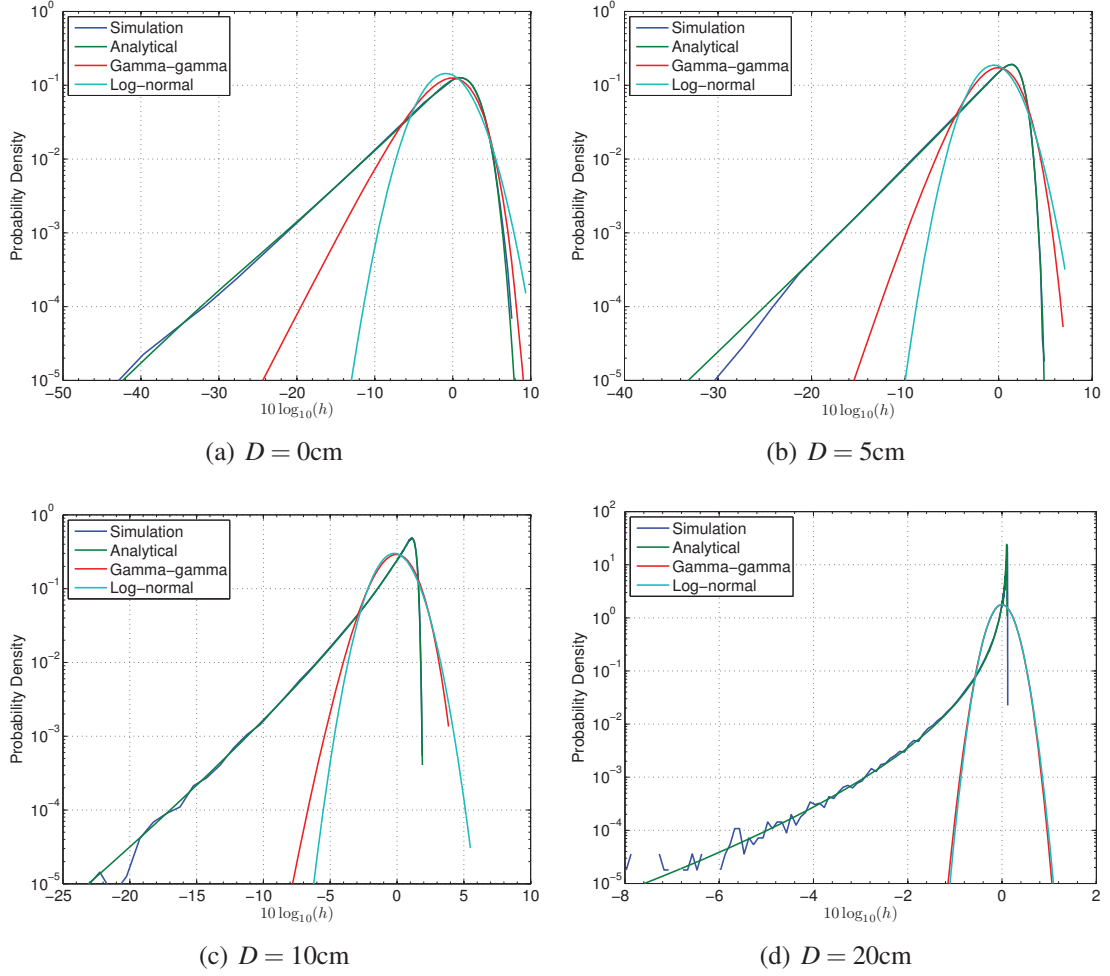 10^0
10^-1
10^-2
10^-3
10^-4
10^-5
Probability Density
Simulation
Analytical
Gamma−gamma
Log−normal
−50 −40 −30 −20 −10 0 10
10 log10(h)
(a) D = 0cm
10^0
10^-1
10^-2
10^-3
10^-4
10^-5
Probability Density
Simulation
Analytical
Gamma−gamma
Log−normal
−40 −30 −20 −10 0 10
10 log10(h)
(b) D = 5cm
10^0
10^-1
10^-2
10^-3
10^-4
10^-5
Probability Density
Simulation
Analytical
Gamma−gamma
Log−normal
−25 −20 −15 −10 −5 0 5 10
10 log10(h)
(c) D = 10cm
10^2
10^1
10^0
10^-1
10^-2
10^-3
10^-4
10^-5
Probability Density
Simulation
Analytical
Gamma−gamma
Log−normal
−8 −6 −4 −2 0 2
10 log10(h)
(d) D = 20cm